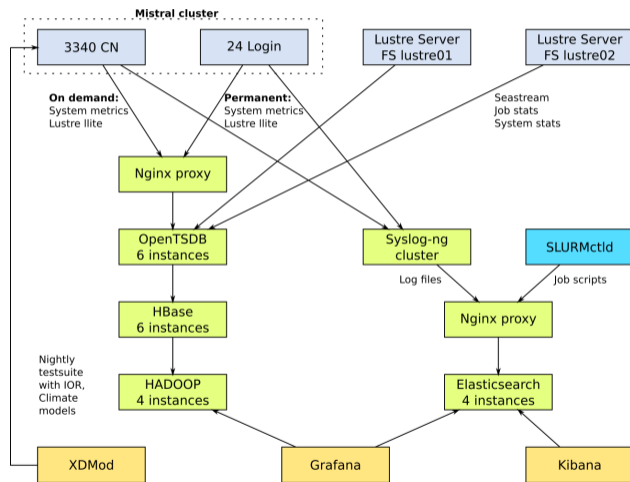 Mistral cluster
3340 CN
24 Login
Lustre Server
FS lustre01
Lustre Server
FS lustre02
On demand:
System metrics
Lustre llite
Permanent:
System metrics
Lustre llite
Seastream
Job stats
System stats
Nginx proxy
OpenTSDB
6 instances
Syslog-ng
cluster
SLURMctld
Log files
Job scripts
HBase
6 instances
Nginx proxy
Nightly
testsuite
with IOR,
Climate
models
HADOOP
4 instances
Elasticsearch
4 instances
XDMod
Grafana
Kibana